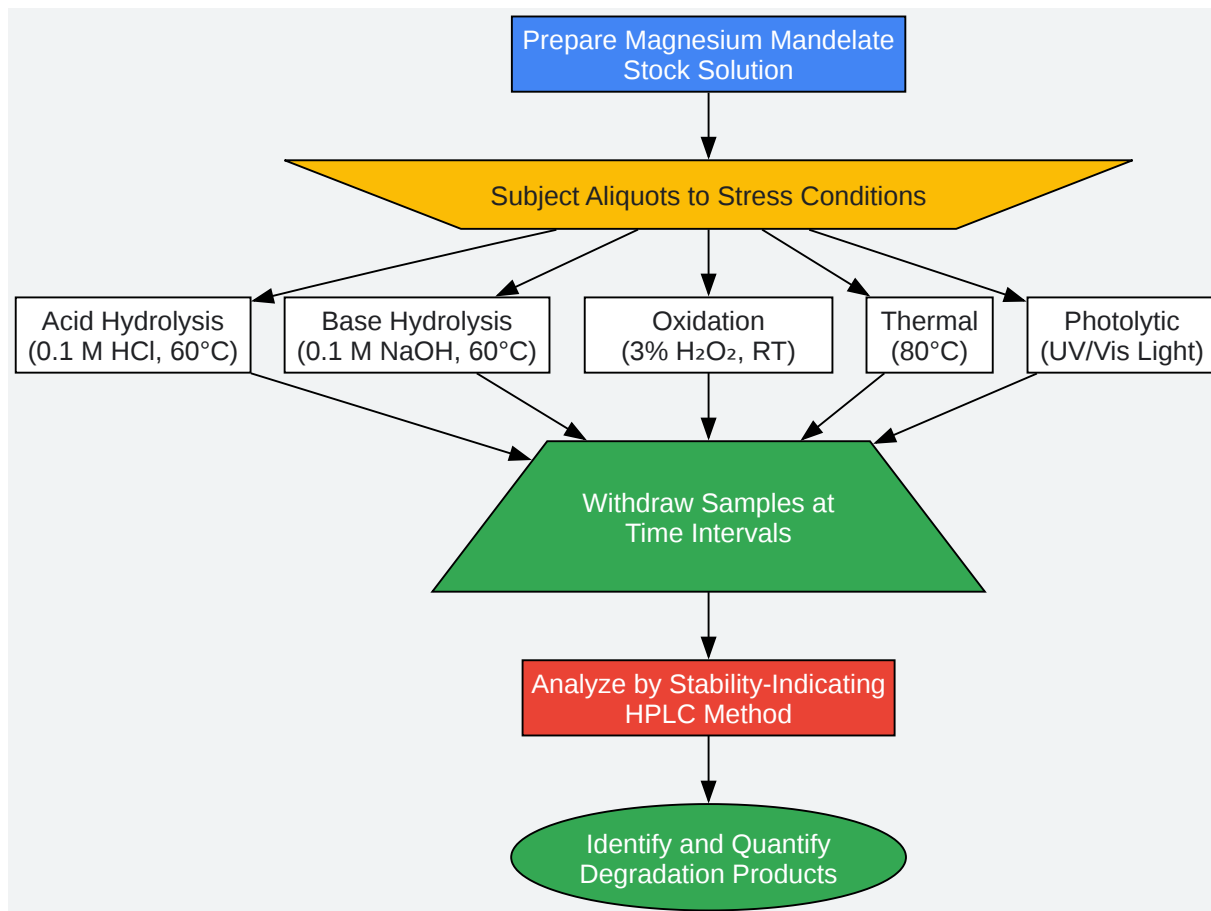 Prepare Magnesium Mandelate
Stock Solution
Subject Aliquots to Stress Conditions
Acid Hydrolysis
(0.1 M HCl, 60°C)
Base Hydrolysis
(0.1 M NaOH, 60°C)
Oxidation
(3% H₂O₂, RT)
Thermal
(80°C)
Photolytic
(UV/Vis Light)
Withdraw Samples at
Time Intervals
Analyze by Stability-Indicating
HPLC Method
Identify and Quantify
Degradation Products